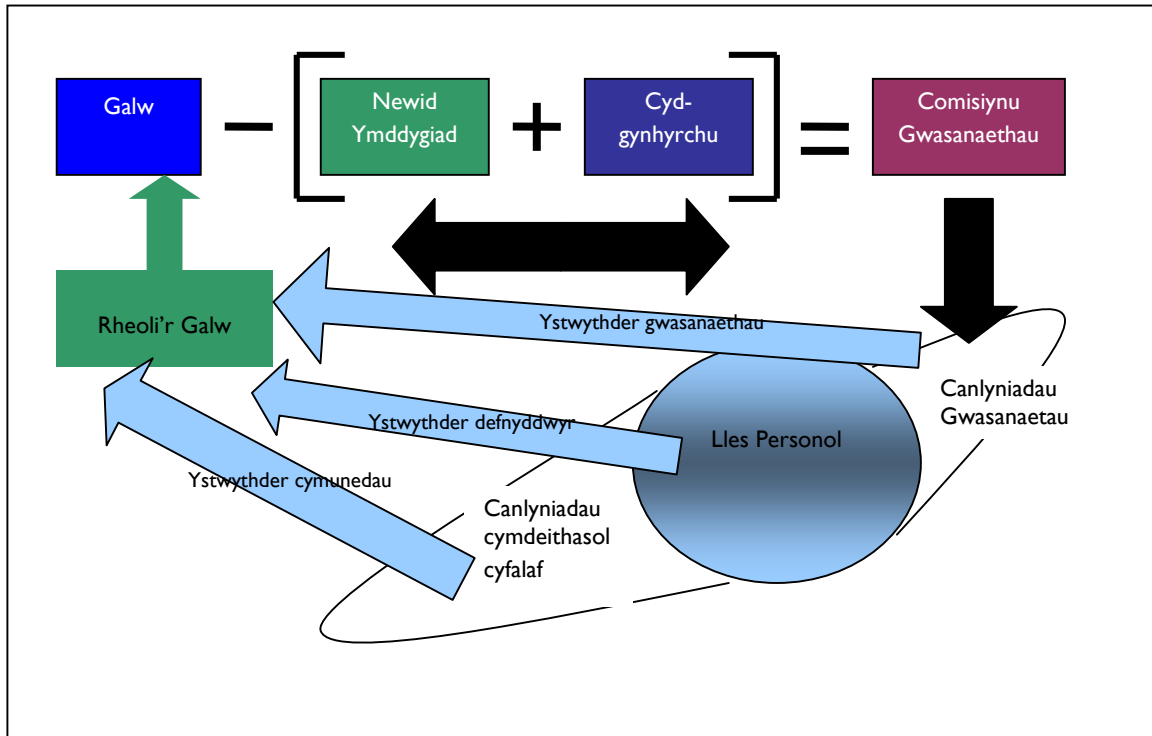 Galw
Newid
Ymddygiad
Cyd-
gynhyrchu
Comisiynu
Gwasanaethau
Rheoli’r Galw
Ystwythder gwasanaethau
Ystwythder defnyddwyr
Ystwythder cymunedau
Lles Personol
Canlyniadau
Gwasanaetau
Canlyniadau
cymdeithasol
cyfalaf